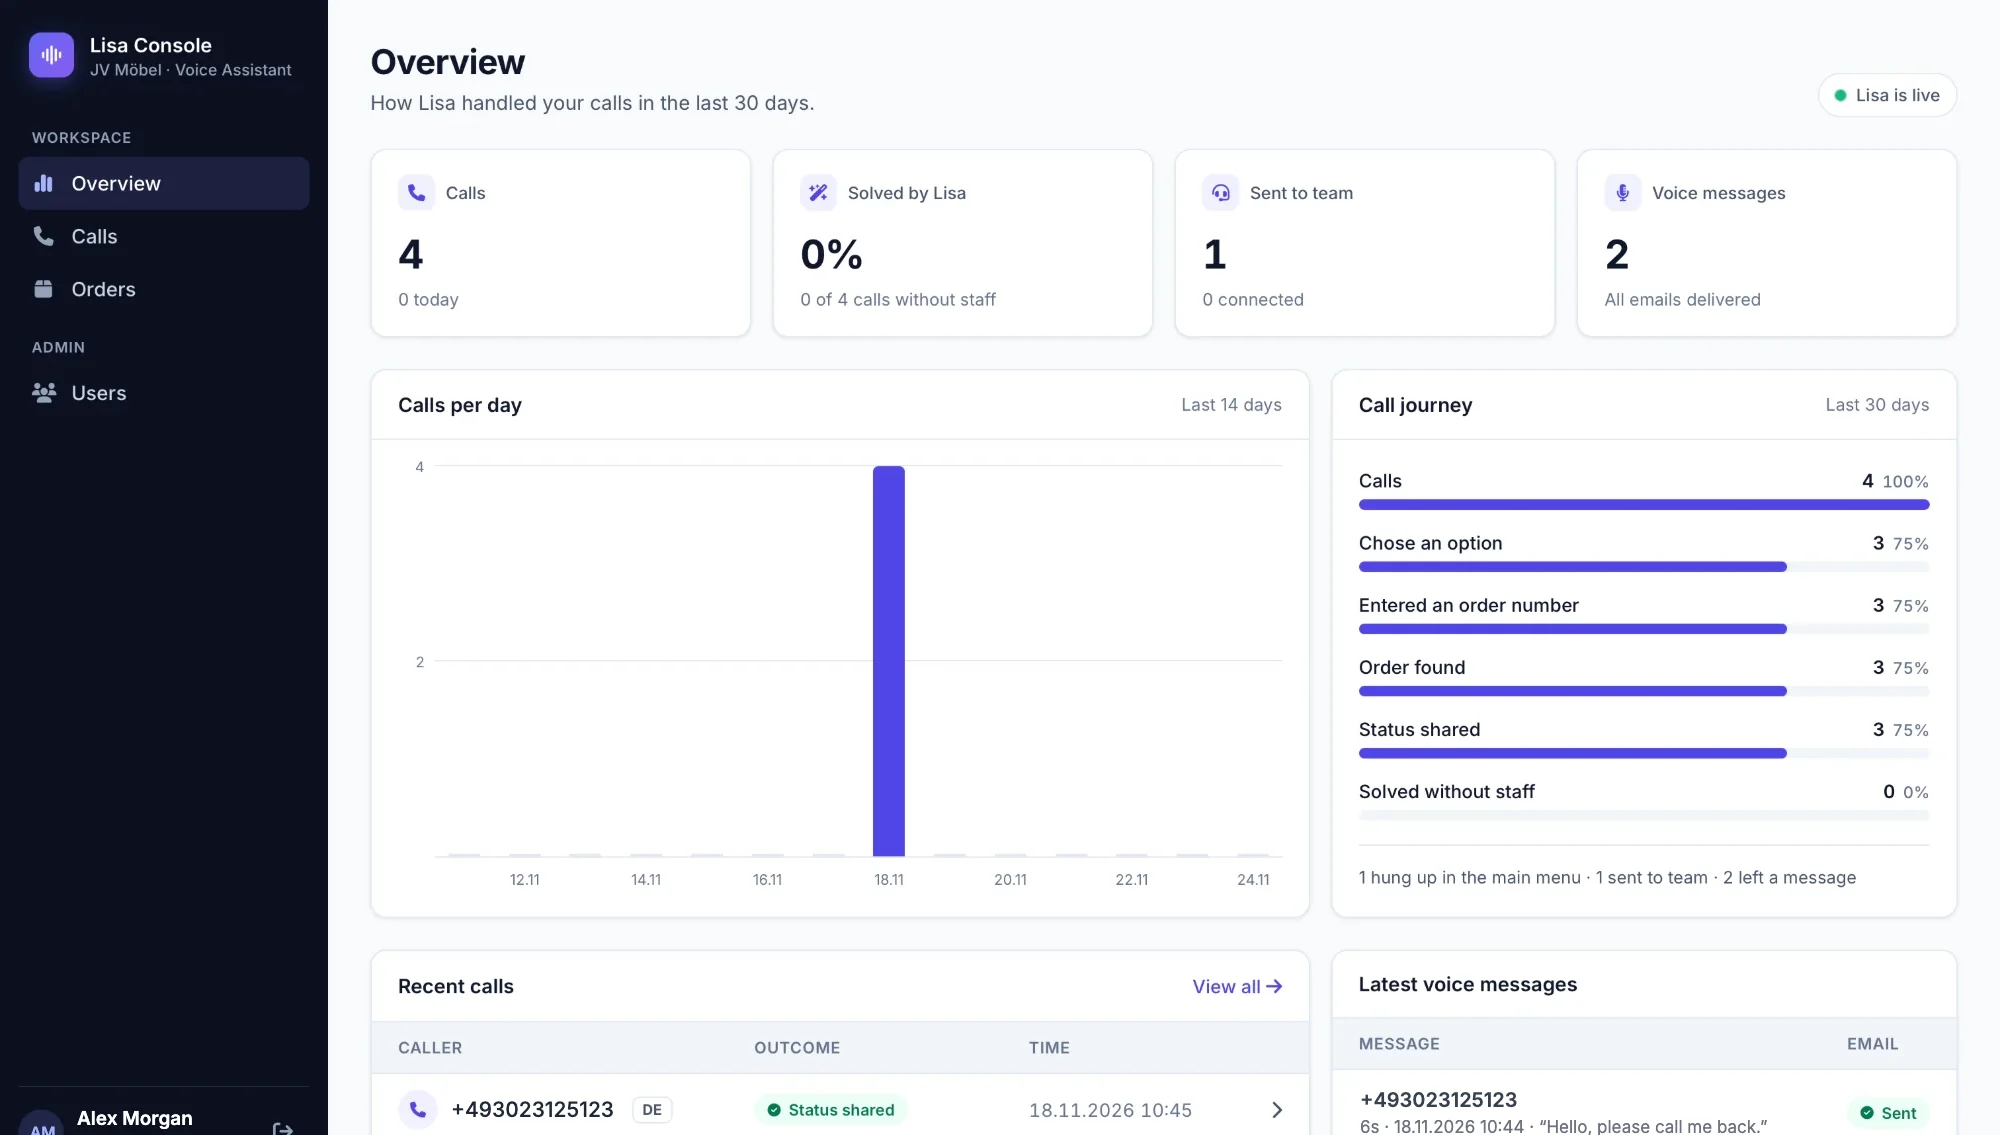 Lisa Console
JV Möbel · Voice Assistant
WORKSPACE
Overview
Calls
Orders
ADMIN
Users
AM
Alex Morgan
Overview
How Lisa handled your calls in the last 30 days.
Lisa is live
Calls
4
0 today
Solved by Lisa
0%
0 of 4 calls without staff
Sent to team
1
0 connected
Voice messages
2
All emails delivered
Calls per day
Last 14 days
4
2
12.11
14.11
16.11
18.11
20.11
22.11
24.11
Call journey
Last 30 days
Calls
4 100%
Chose an option
3 75%
Entered an order number
3 75%
Order found
3 75%
Status shared
3 75%
Solved without staff
0 0%
1 hung up in the main menu · 1 sent to team · 2 left a message
Recent calls
View all →
CALLER OUTCOME TIME
+493023125123 DE Status shared 18.11.2026 10:45
Latest voice messages
MESSAGE EMAIL
+493023125123
6s · 18.11.2026 10:44 · “Hello, please call me back.”
Sent